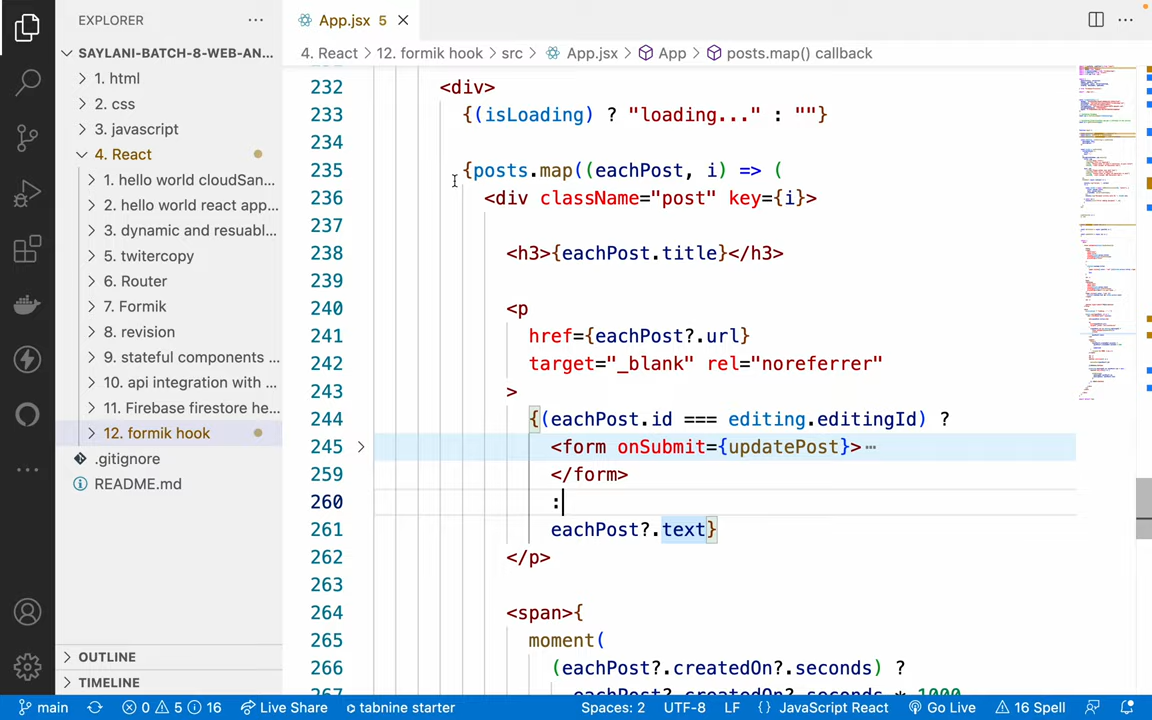 EXPLORER
SAYLANI-BATCH-8-WEB-AN...
1. html
2. css
3. javascript
4. React
1. hello world cloudSan...
2. hello world react app...
3. dynamic and resuabl...
5. twitercopy
6. Router
7. Formik
8. revision
9. stateful components ...
10. api integration with ...
11. Firebase firestore he...
12. formik hook
.gitignore
README.md
OUTLINE
TIMELINE
App.jsx 5
4. React > 12. formik hook > src > App.jsx > App > posts.map() callback
232 <div>
233 {(isLoading) ? "loading..." : ""}
234
235 {posts.map((eachPost, i) => (
236 <div className="post" key={i}>
237
238 <h3>{eachPost.title}</h3>
239
240 <p
241 href={eachPost?.url}
242 target="_blank" rel="noreferrer"
243 >
244 {(eachPost.id === editing.editingId) ?
245 <form onSubmit={updatePost}>⋯
259 </form>
260 :
261 eachPost?.text}
262 </p>
263
264 <span>{
265 moment(
266 (eachPost?.createdOn?.seconds) ?
267 eachPost?.createdOn?.seconds * 1000
main 0 5 16 Live Share tabnine starter Spaces: 2 UTF-8 LF {} JavaScript React Go Live 16 Spell